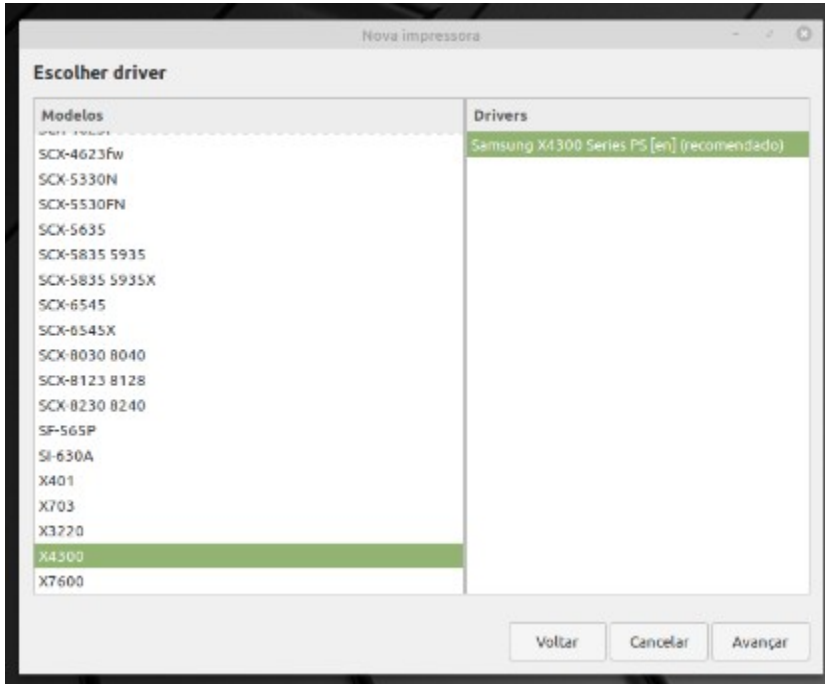 Nova impressora
Escolher driver
Modelos
SCX-4623fw
SCX-5330N
SCX-5530FN
SCX-5635
SCX-5835 5935
SCX-5835 5935X
SCX-6545
SCX-6545X
SCX-8030 8040
SCX-8123 8128
SCX-8230 8240
SF-565P
SI-630A
X401
X703
X3220
X4300
X7600
Drivers
Samsung X4300 Series PS [en] (recomendado)
Voltar
Cancelar
Avançar